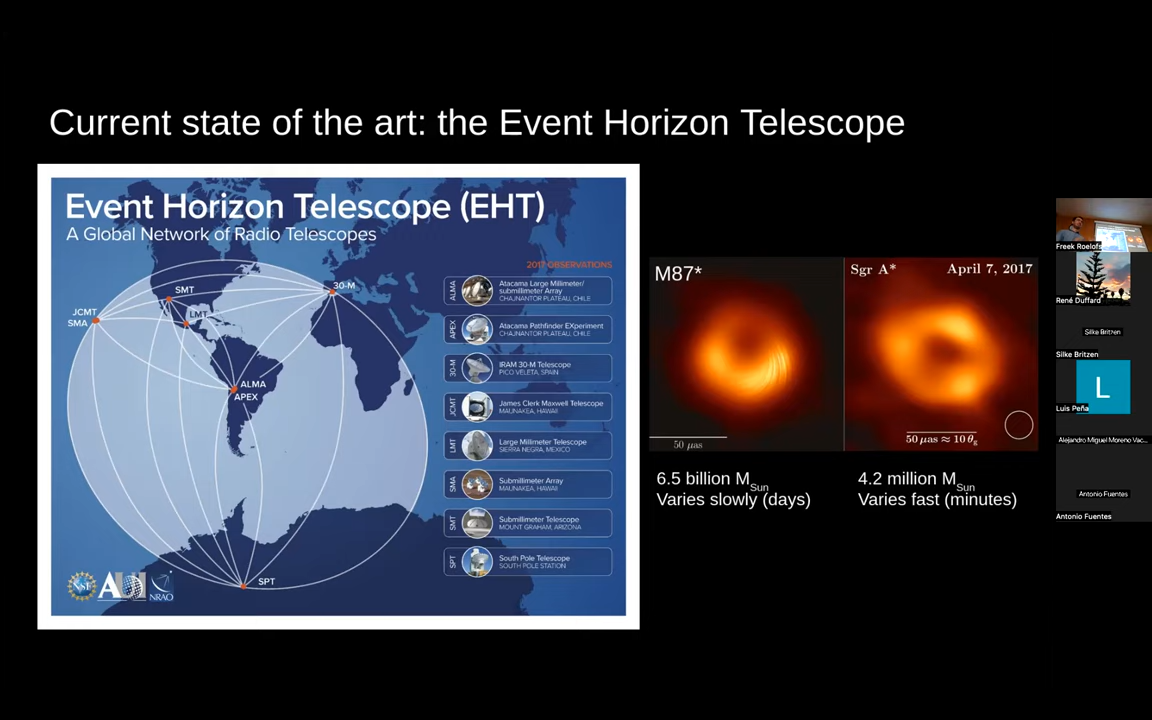 Current state of the art: the Event Horizon Telescope
Event Horizon Telescope (EHT)
A Global Network of Radio Telescopes
2017 OBSERVATIONS
SMT
30-M
JCMT
SMA
LMT
ALMA
APEX
SPT
ALMA
Atacama Large Millimeter/
submillimeter Array
CHAJNANTOR PLATEAU, CHILE
APEX
Atacama Pathfinder EXperiment
CHAJNANTOR PLATEAU, CHILE
30-M
IRAM 30-M Telescope
PICO VELETA, SPAIN
JCMT
James Clerk Maxwell Telescope
MAUNAKEA, HAWAII
LMT
Large Millimeter Telescope
SIERRA NEGRA, MEXICO
SMA
Submillimeter Array
MAUNAKEA, HAWAII
SMT
Submillimeter Telescope
MOUNT GRAHAM, ARIZONA
SPT
South Pole Telescope
SOUTH POLE STATION
NSF
AUI
NRAO
M87*
50 μas
Sgr A*
April 7, 2017
50 μas ≈ 10 θg
6.5 billion MSun
Varies slowly (days)
4.2 million MSun
Varies fast (minutes)
Freek Roelofs
René Duffard
Silke Britzen
Silke Britzen
L
Luis Peña
Alejandro Miguel Moreno Vac...
Antonio Fuentes
Antonio Fuentes